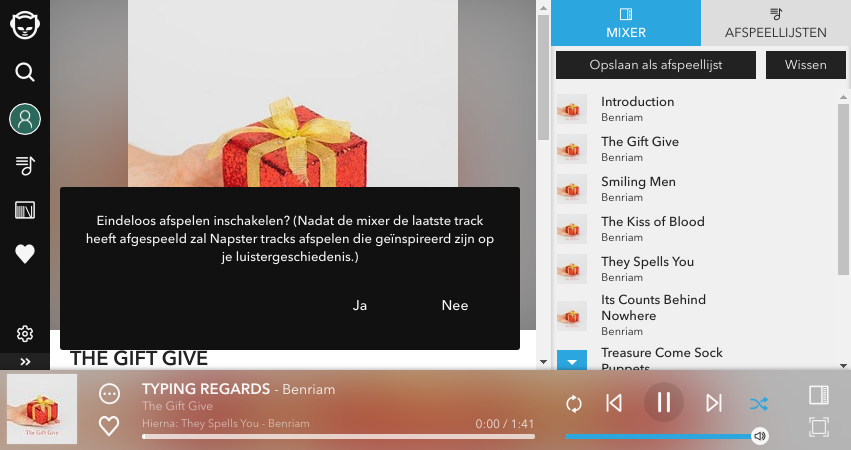 MIXER
AFSPEELLIJSTEN
Opslaan als afspeellijst
Wissen
Introduction
Benriam
The Gift Give
Benriam
Smiling Men
Benriam
The Kiss of Blood
Benriam
They Spells You
Benriam
Its Counts Behind
Nowhere
Benriam
Treasure Come Sock
Puppets
Eindeloos afspelen inschakelen? (Nadat de mixer de laatste track
heeft afgespeeld zal Napster tracks afspelen die geïnspireerd zijn op
je luistergeschiedenis.)
Ja
Nee
THE GIFT GIVE
The Gift Give
TYPING REGARDS - Benriam
The Gift Give
Hierna: They Spells You - Benriam
0:00 / 1:41